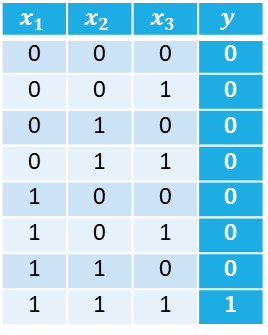 x₁ x₂ x₃ y
0 0 0 0
0 0 1 0
0 1 0 0
0 1 1 0
1 0 0 0
1 0 1 0
1 1 0 0
1 1 1 1